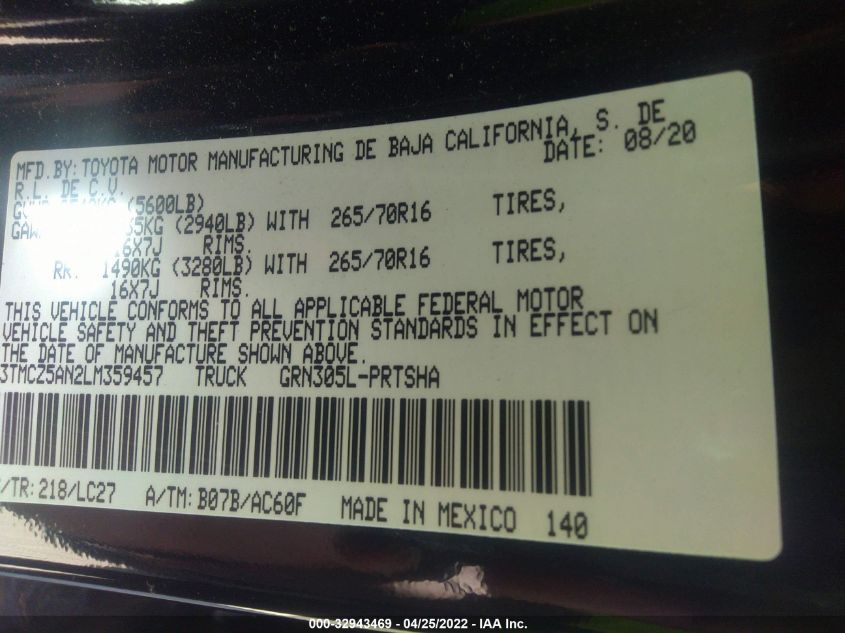 MFD.BY: TOYOTA MOTOR MANUFACTURING DE BAJA CALIFORNIA, S. DE
R.L. DE C.V. DATE: 08/20
(5600LB)
(2940LB) WITH 265/70R16 TIRES,
16X7J RIMS.
RR. 1490KG (3280LB) WITH 265/70R16 TIRES,
16X7J RIMS.
THIS VEHICLE CONFORMS TO ALL APPLICABLE FEDERAL MOTOR
VEHICLE SAFETY AND THEFT PREVENTION STANDARDS IN EFFECT ON
THE DATE OF MANUFACTURE SHOWN ABOVE.
3TMCZ5AN2LM359457 TRUCK GRN305L-PRTSHA
/TR: 218/LC27 A/TM: B07B/AC60F MADE IN MEXICO 140
000-32943469 - 04/25/2022 - IAA Inc.